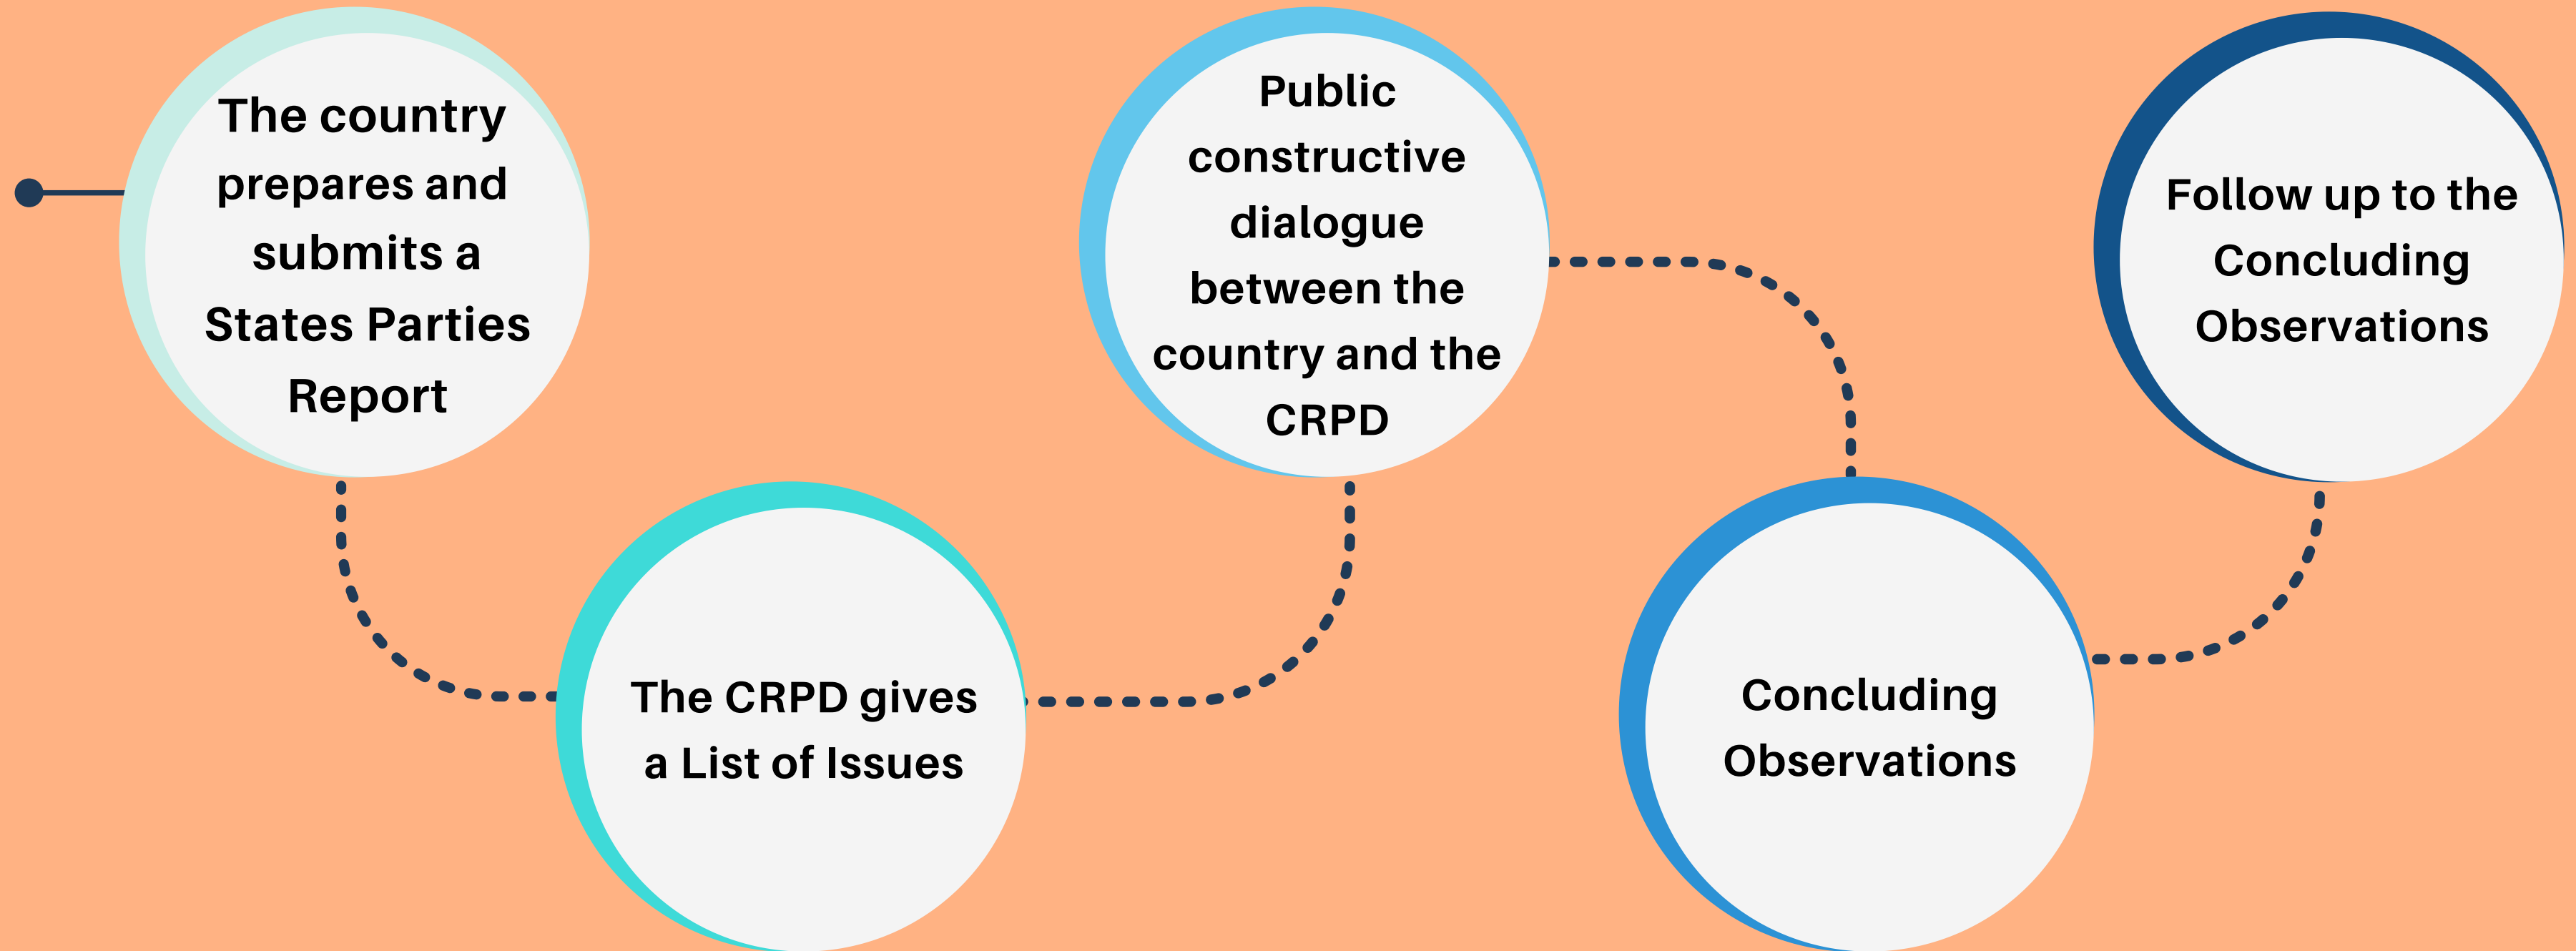 The country
prepares and
submits a
States Parties
Report
The CRPD gives
a List of Issues
Public
constructive
dialogue
between the
country and the
CRPD
Concluding
Observations
Follow up to the
Concluding
Observations